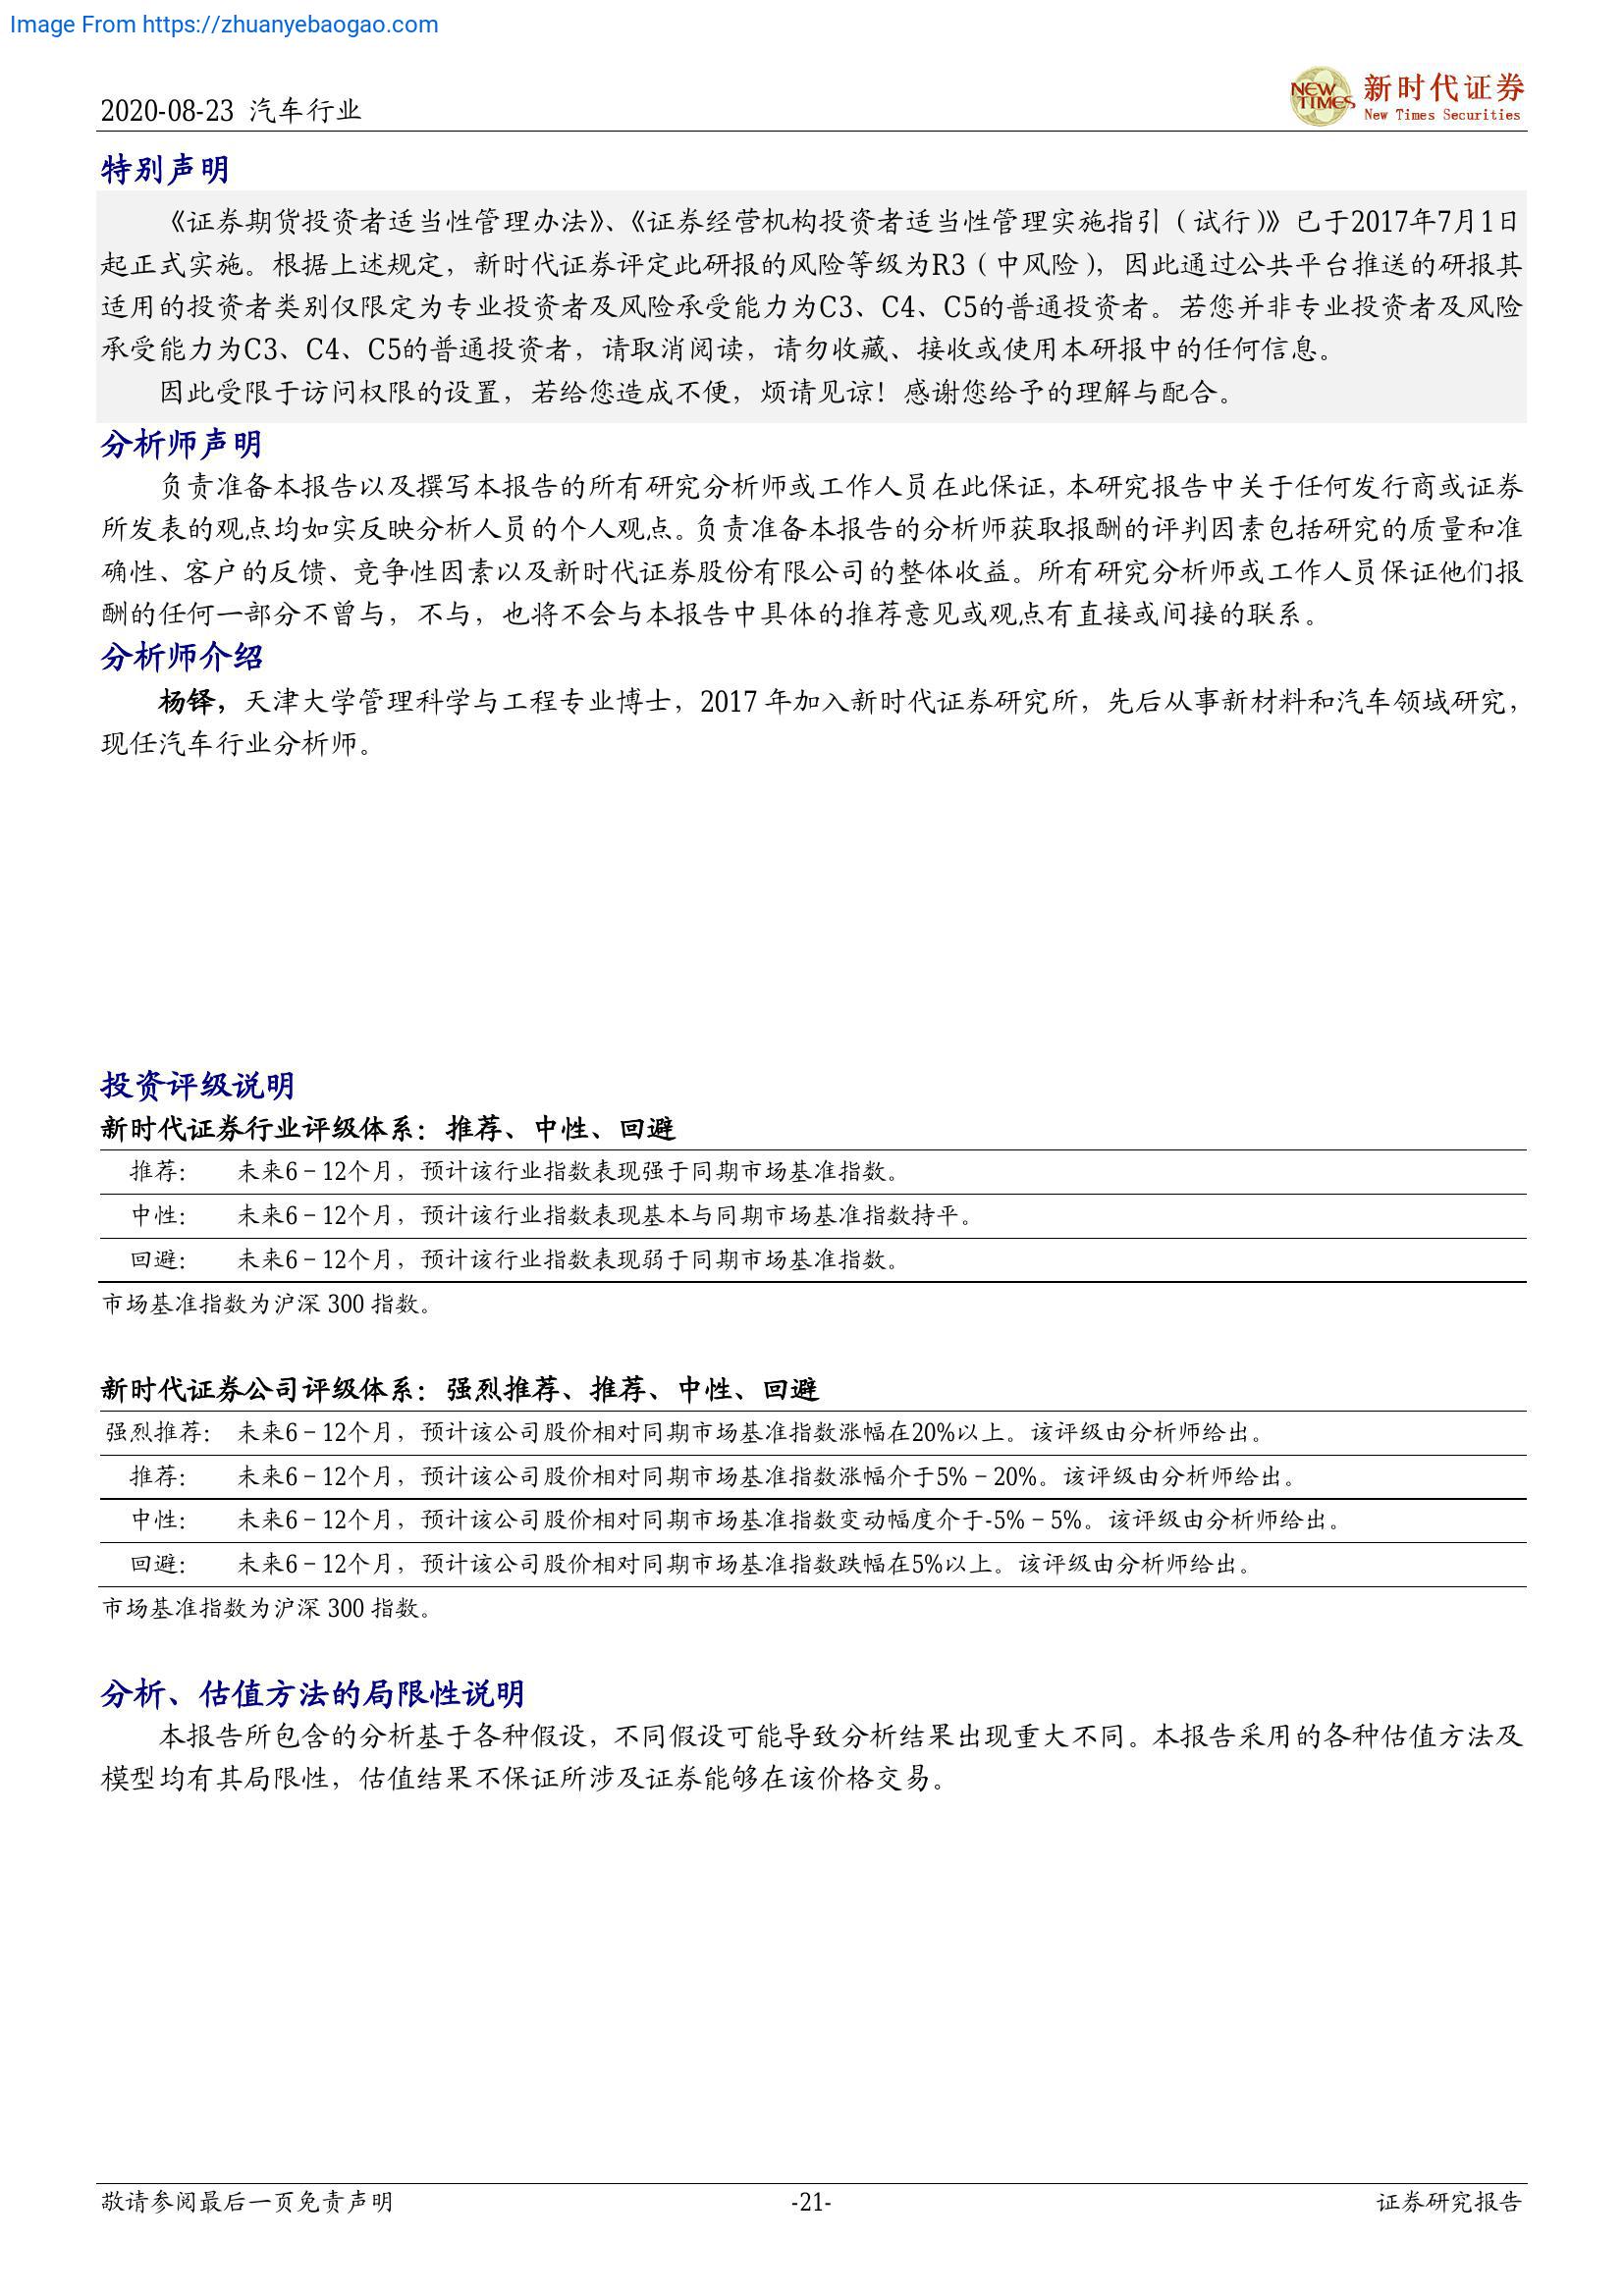 Image From https://zhuanyebaogao.com
2020-08-23 汽车行业
NEW TIMES
新时代证券
New Times Securities
特别声明
《证券期货投资者适当性管理办法》、《证券经营机构投资者适当性管理实施指引（试行）》已于2017年7月1日
起正式实施。根据上述规定，新时代证券评定此研报的风险等级为R3（中风险），因此通过公共平台推送的研报其
适用的投资者类别仅限定为专业投资者及风险承受能力为C3、C4、C5的普通投资者。若您并非专业投资者及风险
承受能力为C3、C4、C5的普通投资者，请取消阅读，请勿收藏、接收或使用本研报中的任何信息。
因此受限于访问权限的设置，若给您造成不便，烦请见谅！感谢您给予的理解与配合。
分析师声明
负责准备本报告以及撰写本报告的所有研究分析师或工作人员在此保证，本研究报告中关于任何发行商或证券
所发表的观点均如实反映分析人员的个人观点。负责准备本报告的分析师获取报酬的评判因素包括研究的质量和准
确性、客户的反馈、竞争性因素以及新时代证券股份有限公司的整体收益。所有研究分析师或工作人员保证他们报
酬的任何一部分不曾与，不与，也将不会与本报告中具体的推荐意见或观点有直接或间接的联系。
分析师介绍
杨铎，天津大学管理科学与工程专业博士，2017 年加入新时代证券研究所，先后从事新材料和汽车领域研究，
现任汽车行业分析师。
投资评级说明
新时代证券行业评级体系：推荐、中性、回避
推荐： 未来6－12个月，预计该行业指数表现强于同期市场基准指数。
中性： 未来6－12个月，预计该行业指数表现基本与同期市场基准指数持平。
回避： 未来6－12个月，预计该行业指数表现弱于同期市场基准指数。
市场基准指数为沪深 300 指数。
新时代证券公司评级体系：强烈推荐、推荐、中性、回避
强烈推荐： 未来6－12个月，预计该公司股价相对同期市场基准指数涨幅在20%以上。该评级由分析师给出。
推荐： 未来6－12个月，预计该公司股价相对同期市场基准指数涨幅介于5%－20%。该评级由分析师给出。
中性： 未来6－12个月，预计该公司股价相对同期市场基准指数变动幅度介于-5%－5%。该评级由分析师给出。
回避： 未来6－12个月，预计该公司股价相对同期市场基准指数跌幅在5%以上。该评级由分析师给出。
市场基准指数为沪深 300 指数。
分析、估值方法的局限性说明
本报告所包含的分析基于各种假设，不同假设可能导致分析结果出现重大不同。本报告采用的各种估值方法及
模型均有其局限性，估值结果不保证所涉及证券能够在该价格交易。
敬请参阅最后一页免责声明 -21- 证券研究报告